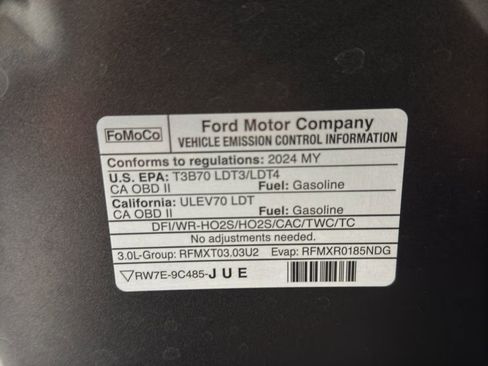 FoMoCo
Ford Motor Company
VEHICLE EMISSION CONTROL INFORMATION
Conforms to regulations: 2024 MY
U.S. EPA: T3B70 LDT3/LDT4
CA OBD II Fuel: Gasoline
California: ULEV70 LDT
CA OBD II Fuel: Gasoline
DFI/WR-HO2S/HO2S/CAC/TWC/TC
No adjustments needed.
3.0L-Group: RFMXT03.03U2 Evap: RFMXR0185NDG
RW7E-9C485-JUE